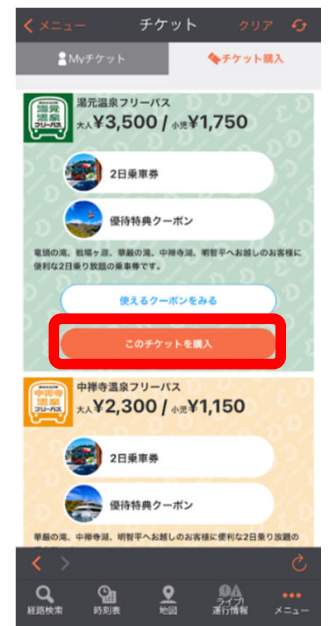 メニュー チケット クリア
Myチケット チケット購入
湯元温泉フリーパス
大人¥3,500 / 小児¥1,750
湯元
温泉
フリーパス
2日乗車券
優待特典クーポン
竜頭の滝、戦場ヶ原、華厳の滝、中禅寺湖、明智平へお越しのお客様に
便利な2日乗り放題の乗車券です。
使えるクーポンをみる
このチケットを購入
中禅寺温泉フリーパス
大人¥2,300 / 小児¥1,150
中禅寺
温泉
フリーパス
2日乗車券
優待特典クーポン
華厳の滝、中禅寺湖、明智平へお越しのお客様に便利な2日乗り放題の
経路検索 時刻表 地図 ライブ!運行情報 メニュー